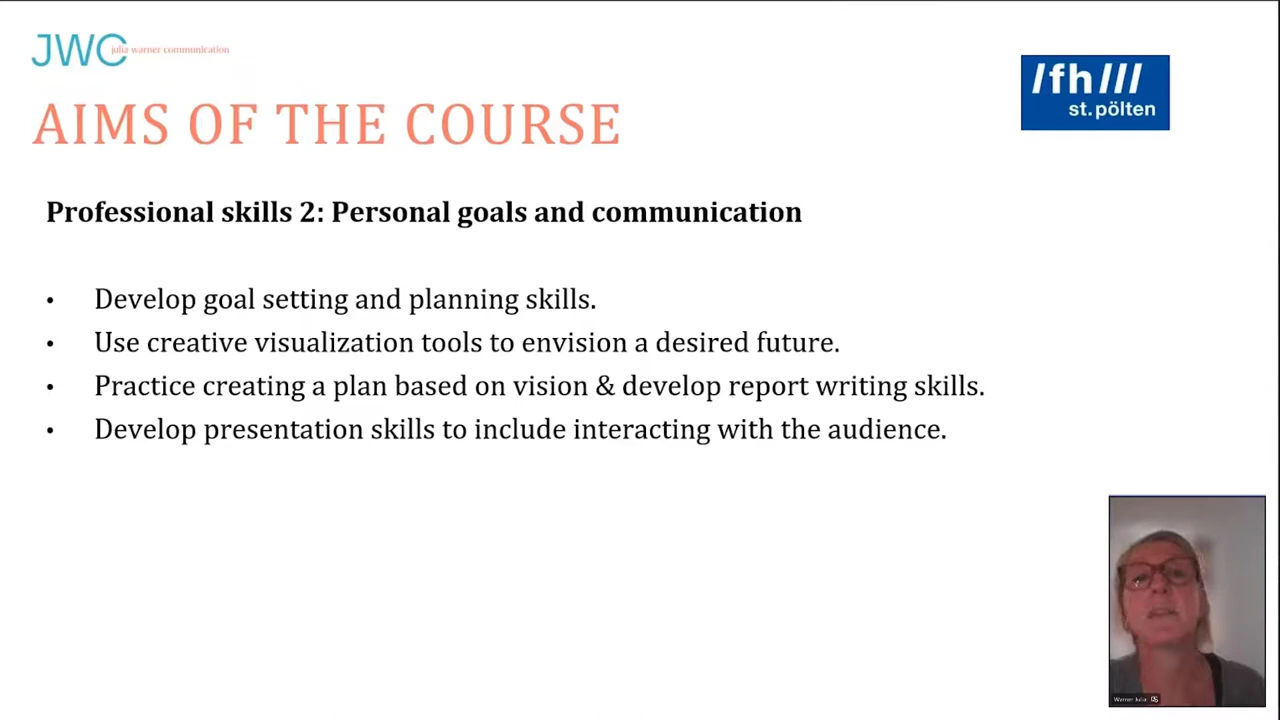 JWC julia warner communication
/fh///
st.pölten
AIMS OF THE COURSE
Professional skills 2: Personal goals and communication
• Develop goal setting and planning skills.
• Use creative visualization tools to envision a desired future.
• Practice creating a plan based on vision & develop report writing skills.
• Develop presentation skills to include interacting with the audience.
Warner Julia